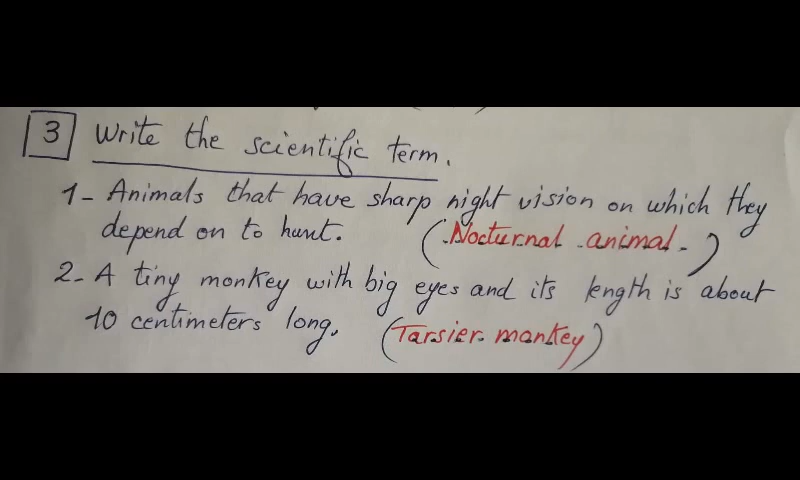 3 Write the scientific term.
1- Animals that have sharp night vision on which they
depend on to hunt. (.Nocturnal animal.)
2- A tiny monkey with big eyes and its length is about
10 centimeters long. (Tarsier monkey)